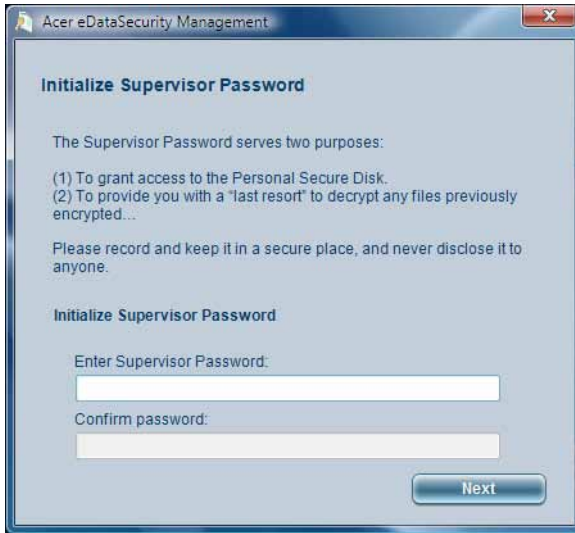 Acer eDataSecurity Management
X
Initialize Supervisor Password
The Supervisor Password serves two purposes:
(1) To grant access to the Personal Secure Disk.
(2) To provide you with a "last resort" to decrypt any files previously
encrypted...
Please record and keep it in a secure place, and never disclose it to
anyone.
Initialize Supervisor Password
Enter Supervisor Password:
Confirm password:
Next